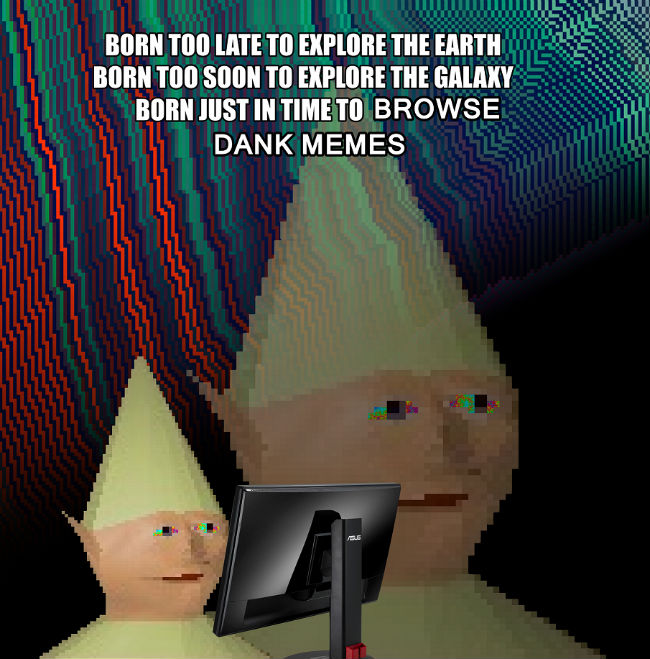 BORN TOO LATE TO EXPLORE THE EARTH
BORN TOO SOON TO EXPLORE THE GALAXY
BORN JUST IN TIME TO BROWSE
DANK MEMES
ASUS